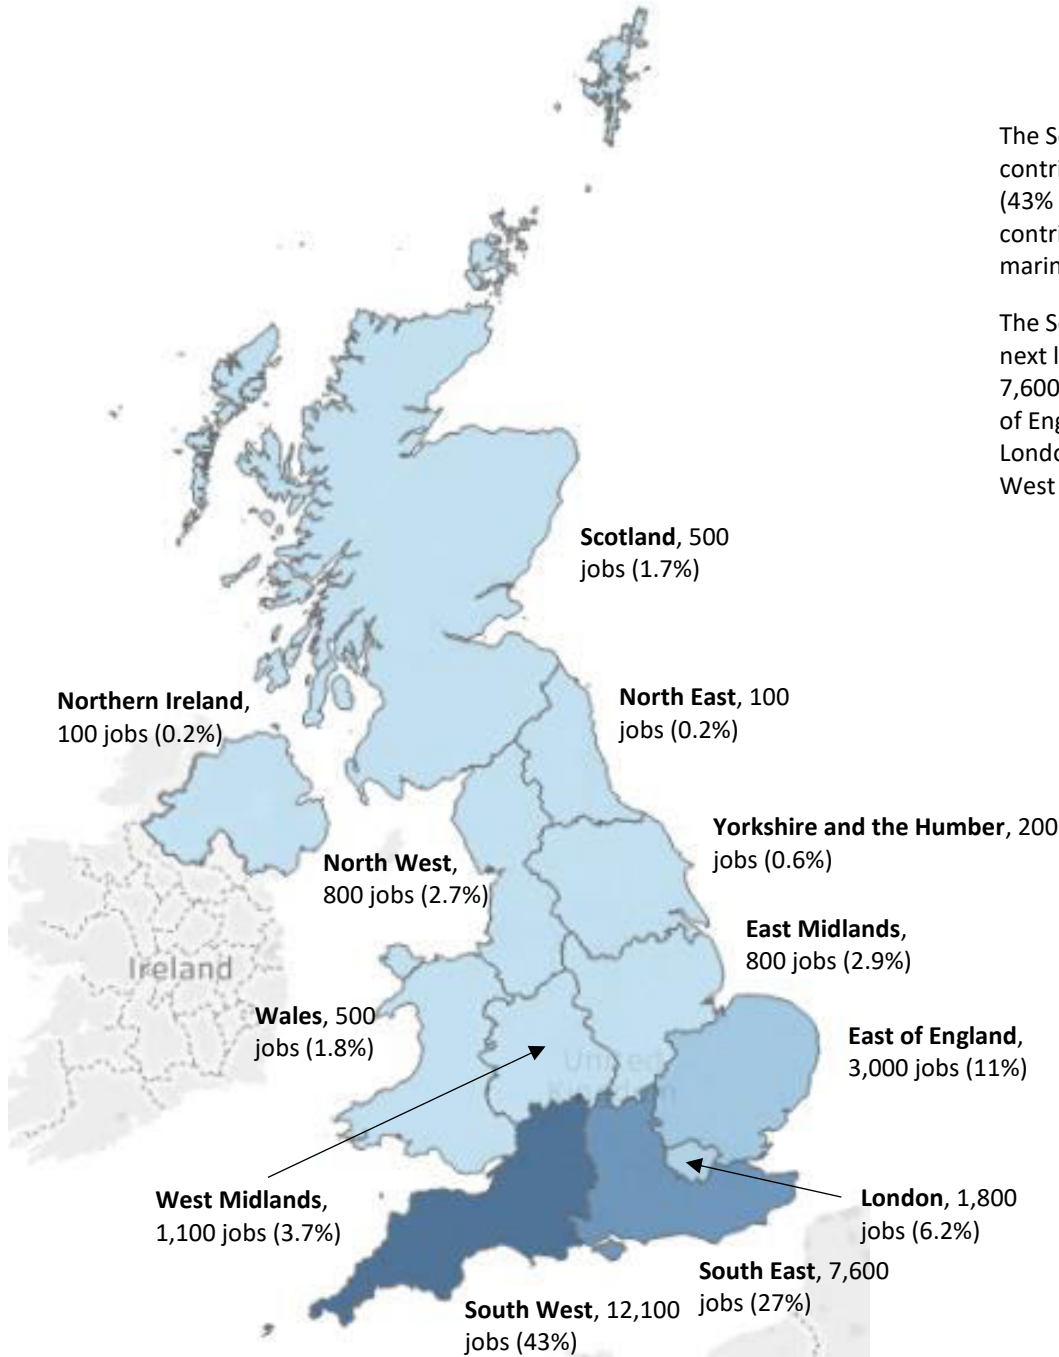 The S
contri
(43%
contri
marin
The S
next l
7,600
of Eng
Londo
West
Scotland, 500
jobs (1.7%)
Northern Ireland,
100 jobs (0.2%)
North East, 100
jobs (0.2%)
Yorkshire and the Humber, 200
jobs (0.6%)
North West,
800 jobs (2.7%)
East Midlands,
800 jobs (2.9%)
Ireland
Wales, 500
jobs (1.8%)
East of England,
3,000 jobs (11%)
United
Kingdom
West Midlands,
1,100 jobs (3.7%)
London, 1,800
jobs (6.2%)
South East, 7,600
jobs (27%)
South West, 12,100
jobs (43%)